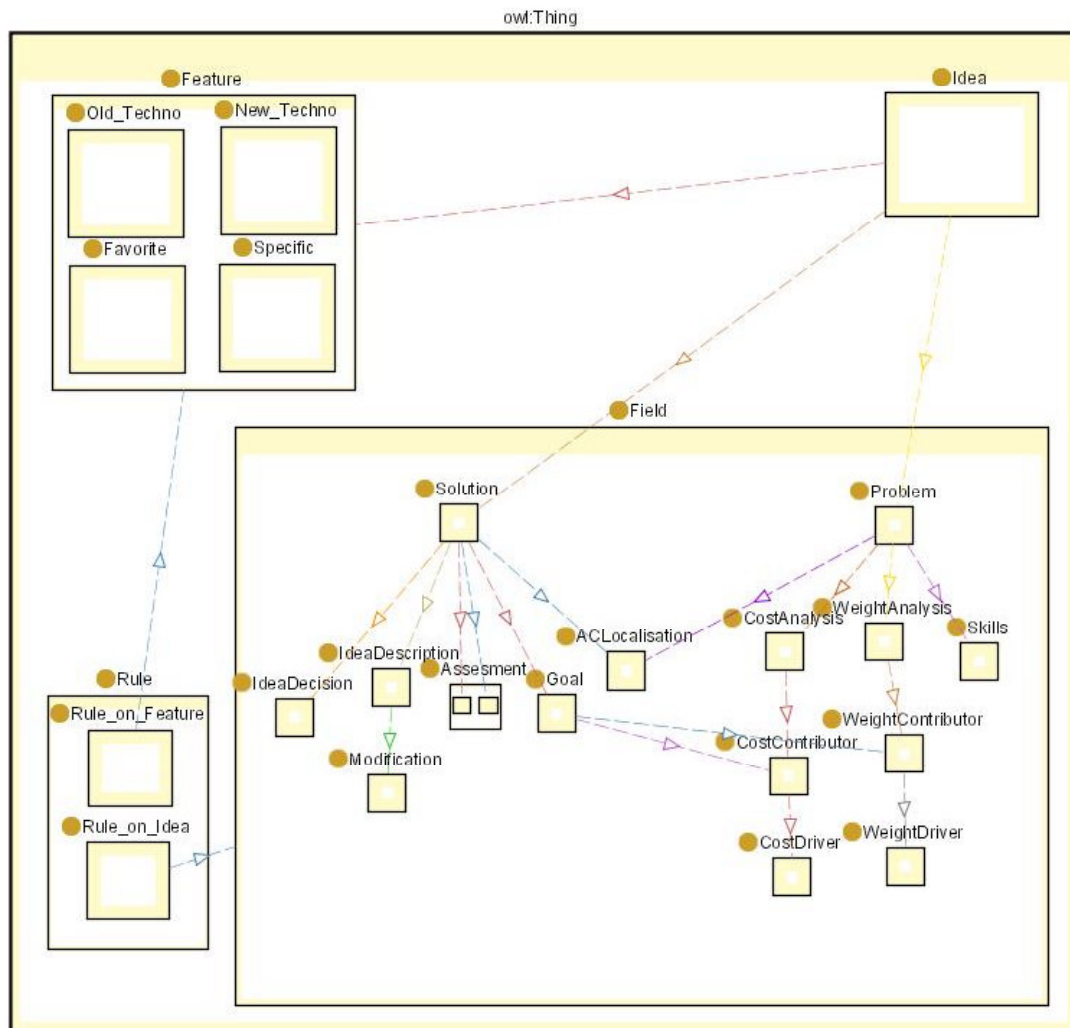 owl:Thing
Feature
Idea
Old_Techno
New_Techno
Favorite
Specific
Field
Solution
Problem
ACLocalisation
CostAnalysis
WeightAnalysis
Skills
IdeaDescription
IdeaDecision
Assesment
Goal
Rule
Rule_on_Feature
WeightContributor
CostContributor
Modification
Rule_on_Idea
CostDriver
WeightDriver